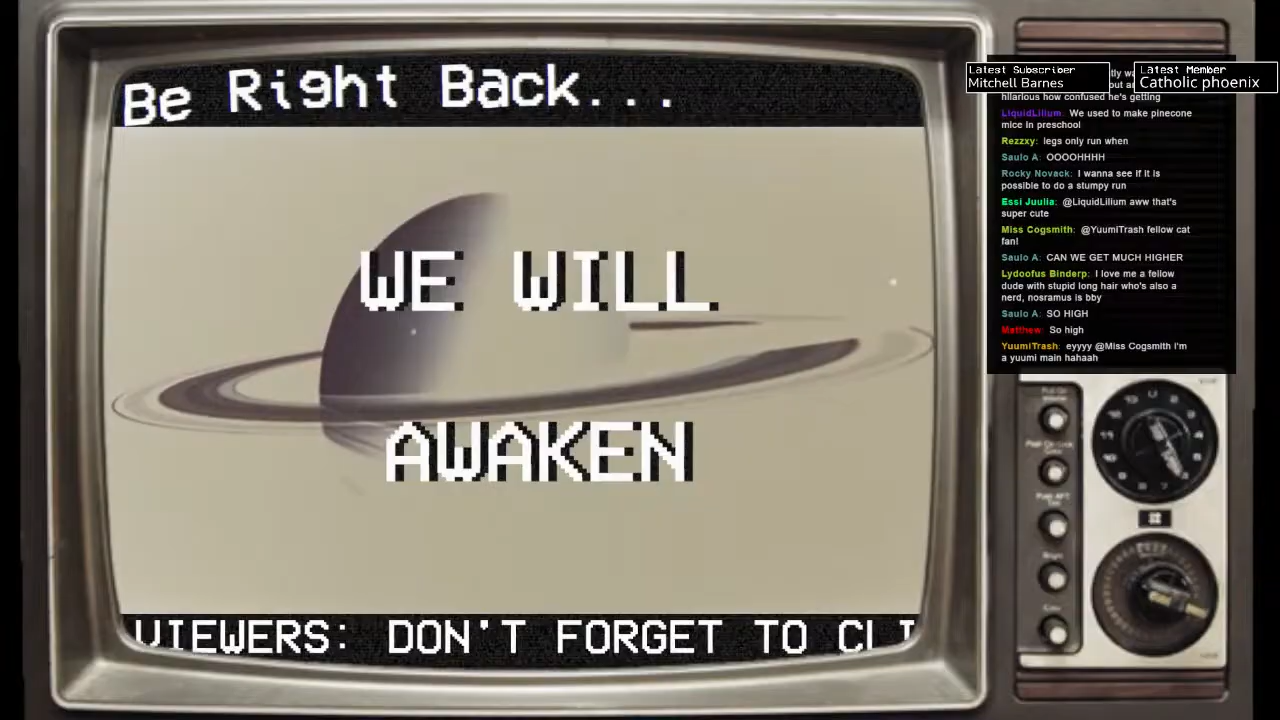 Be Right Back...
WE WILL
AWAKEN
VIEWERS: DON'T FORGET TO CLI
Latest Subscriber
Mitchell Barnes
Latest Member
Catholic phoenix
hilarious how confused he's getting
LiquidLilium: We used to make pinecone
mice in preschool
Rezzxy: legs only run when
Saulo A: OOOOHHHH
Rocky Novack: I wanna see if it is
possible to do a stumpy run
Essi Juulia: @LiquidLilium aww that's
super cute
Miss Cogsmith: @YuumiTrash fellow cat
fan!
Saulo A: CAN WE GET MUCH HIGHER
Lydoofus Binderp: I love me a fellow
dude with stupid long hair who's also a
nerd, nosramus is bby
Saulo A: SO HIGH
Matthew: So high
YuumiTrash: eyyyy @Miss Cogsmith i'm
a yuumi main hahaah